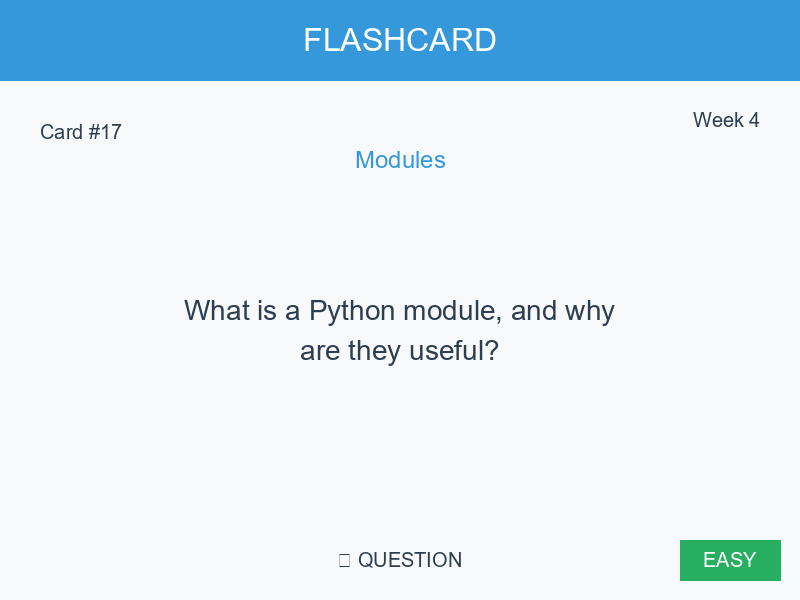 FLASHCARD
Card #17
Week 4
Modules
What is a Python module, and why
are they useful?
QUESTION
EASY